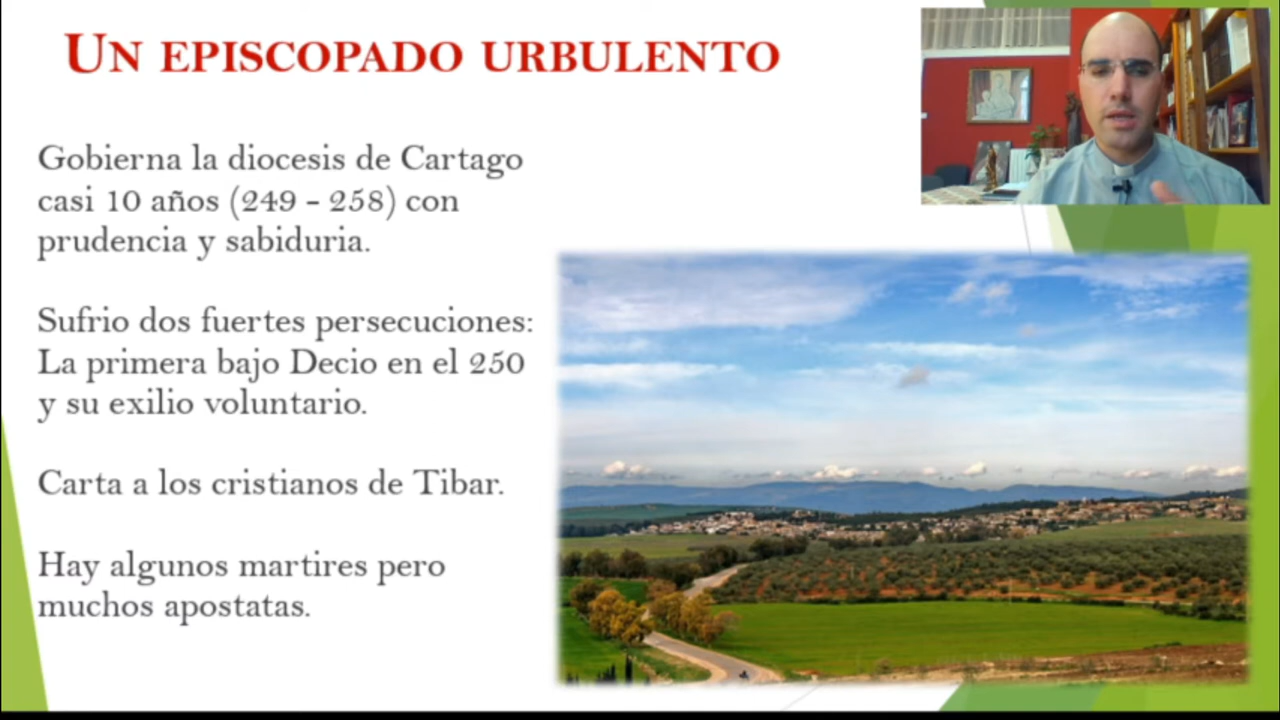 Un episcopado urbulento
Gobierna la diocesis de Cartago
casi 10 años (249 – 258) con
prudencia y sabiduria.
Sufrio dos fuertes persecuciones:
La primera bajo Decio en el 250
y su exilio voluntario.
Carta a los cristianos de Tibar.
Hay algunos martires pero
muchos apostatas.